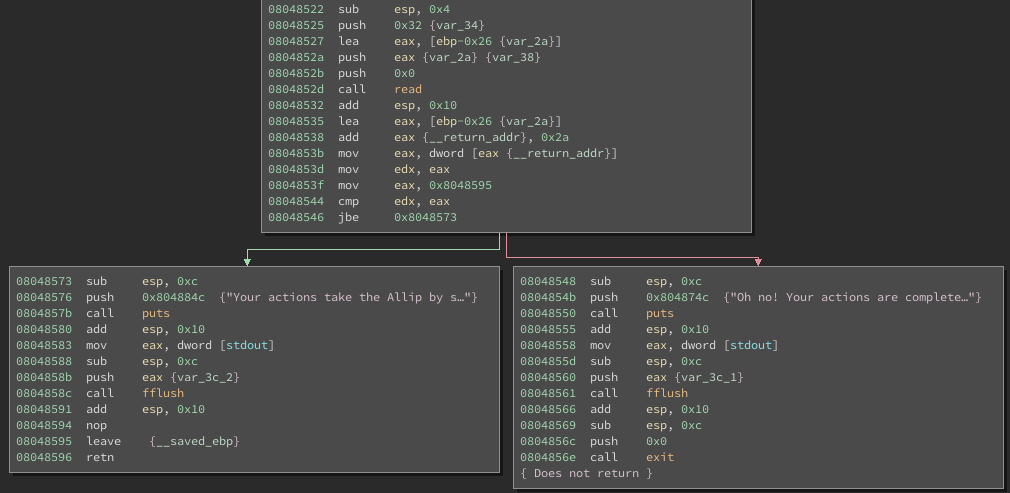 08048522 sub esp, 0x4
08048525 push 0x32 {var_34}
08048527 lea eax, [ebp-0x26 {var_2a}]
0804852a push eax {var_2a} {var_38}
0804852b push 0x0
0804852d call read
08048532 add esp, 0x10
08048535 lea eax, [ebp-0x26 {var_2a}]
08048538 add eax {__return_addr}, 0x2a
0804853b mov eax, dword [eax {__return_addr}]
0804853d mov edx, eax
0804853f mov eax, 0x8048595
08048544 cmp edx, eax
08048546 jbe 0x8048573
08048573 sub esp, 0xc
08048576 push 0x804884c {"Your actions take the Allip by s…"}
0804857b call puts
08048580 add esp, 0x10
08048583 mov eax, dword [stdout]
08048588 sub esp, 0xc
0804858b push eax {var_3c_2}
0804858c call fflush
08048591 add esp, 0x10
08048594 nop
08048595 leave {__saved_ebp}
08048596 retn
08048548 sub esp, 0xc
0804854b push 0x804874c {"Oh no! Your actions are complete…"}
08048550 call puts
08048555 add esp, 0x10
08048558 mov eax, dword [stdout]
0804855d sub esp, 0xc
08048560 push eax {var_3c_1}
08048561 call fflush
08048566 add esp, 0x10
08048569 sub esp, 0xc
0804856c push 0x0
0804856e call exit
{ Does not return }